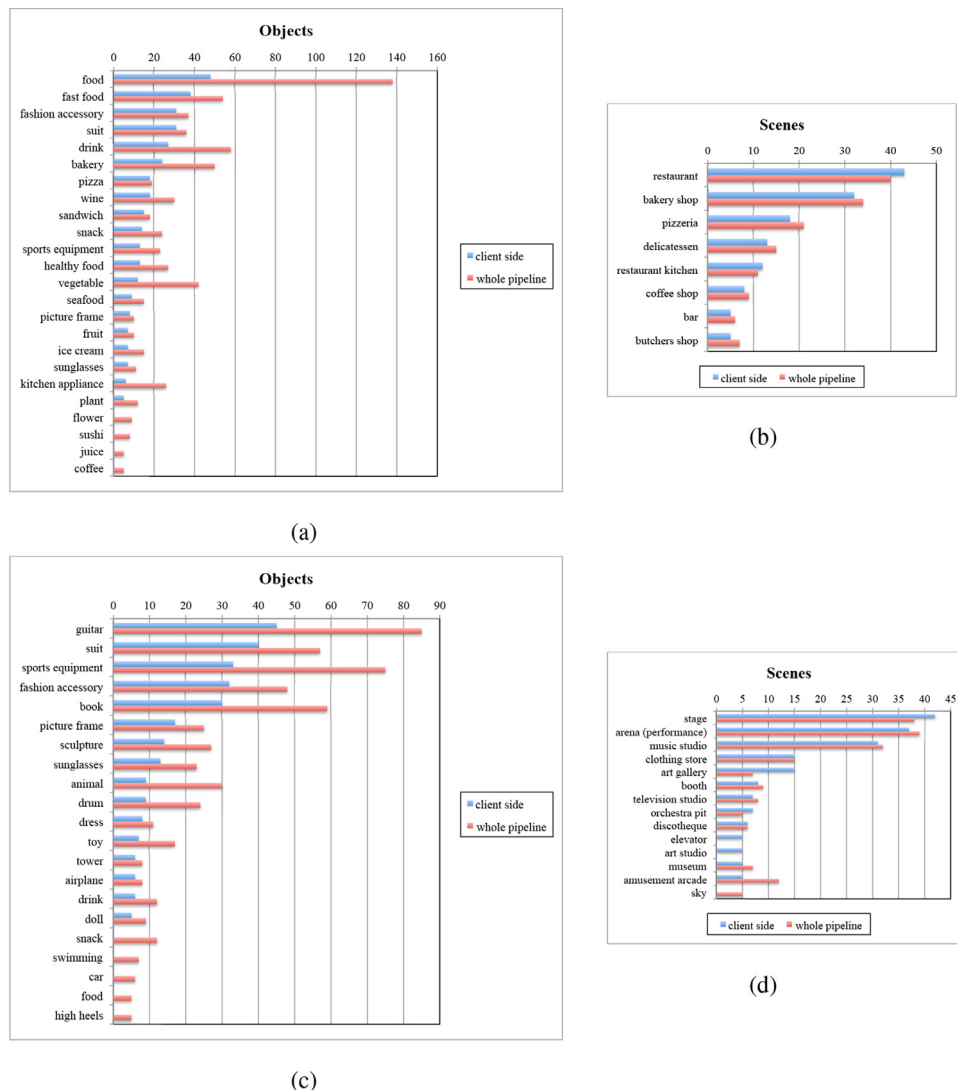 Objects
0 20 40 60 80 100 120 140 160
food
fast food
fashion accessory
suit
drink
bakery
pizza
wine
sandwich
snack
sports equipment
healthy food
vegetable
seafood
picture frame
fruit
ice cream
sunglasses
kitchen appliance
plant
flower
sushi
juice
coffee
client side
whole pipeline
(a)
Scenes
0 10 20 30 40 50
restaurant
bakery shop
pizzeria
delicatessen
restaurant kitchen
coffee shop
bar
butchers shop
client side whole pipeline
(b)
Objects
0 10 20 30 40 50 60 70 80 90
guitar
suit
sports equipment
fashion accessory
book
picture frame
sculpture
sunglasses
animal
drum
dress
toy
tower
airplane
drink
doll
snack
swimming
car
food
high heels
client side
whole pipeline
(c)
Scenes
0 5 10 15 20 25 30 35 40 45
stage
arena (performance)
music studio
clothing store
art gallery
booth
television studio
orchestra pit
discotheque
elevator
art studio
museum
amusement arcade
sky
client side whole pipeline
(d)